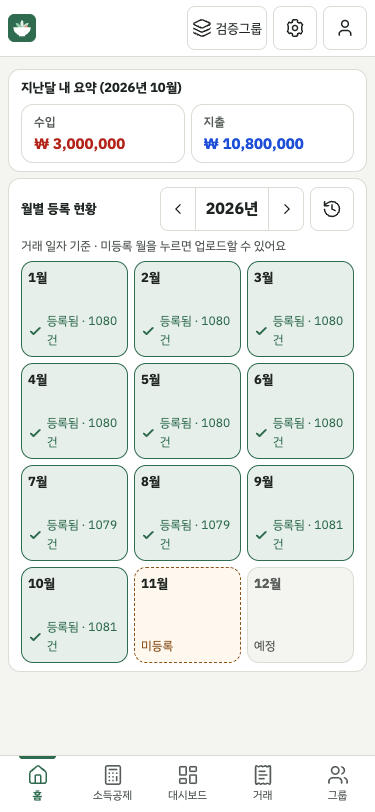 검증그룹
지난달 내 요약 (2026년 10월)
수입
지출
₩ 3,000,000
₩ 10,800,000
월별 등록 현황
2026년
거래 일자 기준 · 미등록 월을 누르면 업로드할 수 있어요
1월
2월
3월
등록됨 · 1080
건
등록됨 · 1080
건
등록됨 · 1080
건
4월
5월
6월
등록됨 · 1080
건
등록됨 · 1080
건
등록됨 · 1080
건
7월
8월
9월
등록됨 · 1079
건
등록됨 · 1079
건
등록됨 · 1081
건
10월
11월
12월
등록됨 · 1081
건
미등록
예정
홈
소득공제
대시보드
거래
그룹